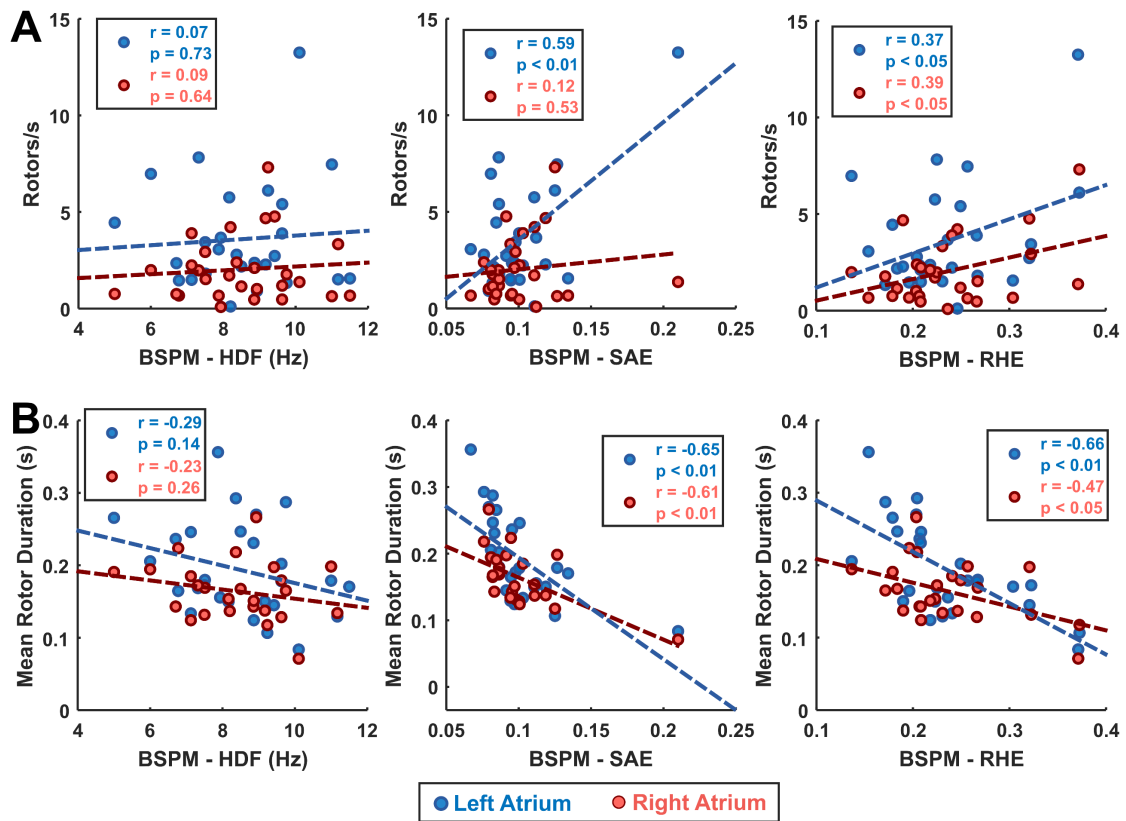 A
15
10
5
0
Rotors/s
r = 0.07
p = 0.73
r = 0.09
p = 0.64
4 6 8 10 12
BSPM - HDF (Hz)
15
10
5
0
Rotors/s
r = 0.59
p < 0.01
r = 0.12
p = 0.53
0.05 0.1 0.15 0.2 0.25
BSPM - SAE
15
10
5
0
Rotors/s
r = 0.37
p < 0.05
r = 0.39
p < 0.05
0.1 0.2 0.3 0.4
BSPM - RHE
B
0.4
0.3
0.2
0.1
0
Mean Rotor Duration (s)
r = -0.29
p = 0.14
r = -0.23
p = 0.26
4 6 8 10 12
BSPM - HDF (Hz)
0.4
0.3
0.2
0.1
0
Mean Rotor Duration (s)
r = -0.65
p < 0.01
r = -0.61
p < 0.01
0.05 0.1 0.15 0.2 0.25
BSPM - SAE
0.4
0.3
0.2
0.1
0
Mean Rotor Duration (s)
r = -0.66
p < 0.01
r = -0.47
p < 0.05
0.1 0.2 0.3 0.4
BSPM - RHE
Left Atrium Right Atrium